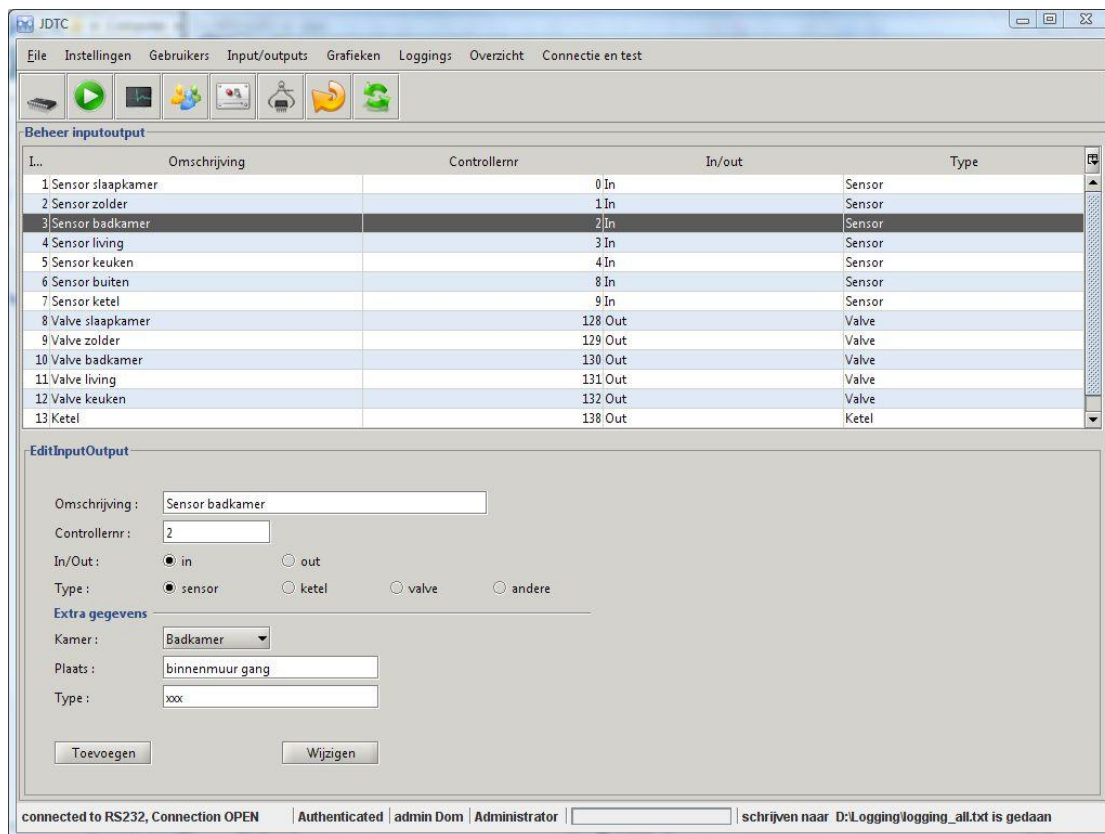 JDTC
File Instellingen Gebruikers Input/outputs Grafieken Loggings Overzicht Connectie en test
Beheer inputoutput
I... Omschrijving Controllernr In/out Type
1 Sensor slaapkamer 0 In Sensor
2 Sensor zolder 1 In Sensor
3 Sensor badkamer 2 In Sensor
4 Sensor living 3 In Sensor
5 Sensor keuken 4 In Sensor
6 Sensor buiten 8 In Sensor
7 Sensor ketel 9 In Sensor
8 Valve slaapkamer 128 Out Valve
9 Valve zolder 129 Out Valve
10 Valve badkamer 130 Out Valve
11 Valve living 131 Out Valve
12 Valve keuken 132 Out Valve
13 Ketel 138 Out Ketel
EditInputOutput
Omschrijving : Sensor badkamer
Controllernr : 2
In/Out : in out
Type : sensor ketel valve andere
Extra gegevens
Kamer : Badkamer
Plaats : binnenmuur gang
Type : xxx
Toevoegen Wijzigen
connected to RS232, Connection OPEN Authenticated admin Dom Administrator schrijven naar D:\Logging\logging_all.txt is gedaan